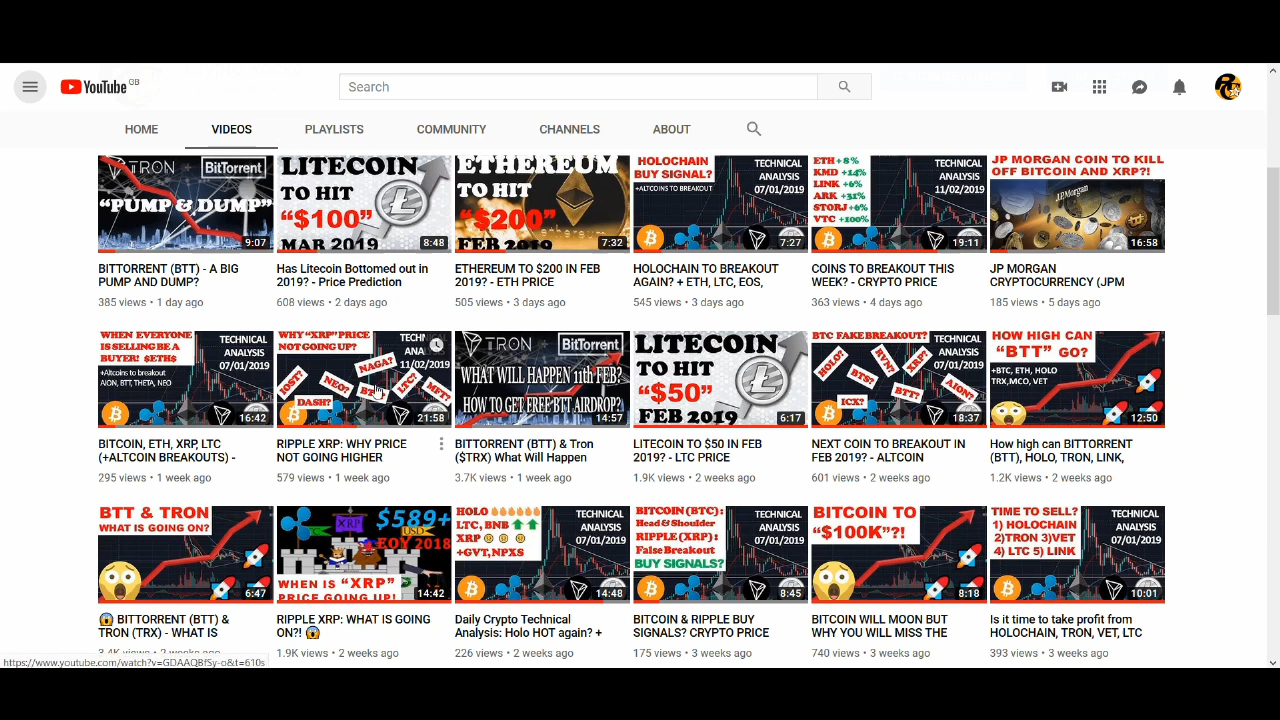 YouTube GB
Search
HOME VIDEOS PLAYLISTS COMMUNITY CHANNELS ABOUT
TRON BitTorrent
"PUMP & DUMP"
9:07
LITECOIN
TO HIT
"$100"
MAR 2019
8:48
ETHEREUM
TO HIT
"$200"
FEB 2019
7:32
HOLOCHAIN
BUY SIGNAL?
+ALTCOINS TO BREAKOUT
TECHNICAL
ANALYSIS
07/01/2019
7:27
ETH +8%
KMD +14%
LINK +6%
ARK +31%
STORJ +6%
VTC +100%
TECHNICAL
ANALYSIS
11/02/2019
19:11
JP MORGAN COIN TO KILL
OFF BITCOIN AND XRP?!
J.P.Morgan
16:58
BITTORRENT (BTT) - A BIG
PUMP AND DUMP?
385 views • 1 day ago
Has Litecoin Bottomed out in
2019? - Price Prediction
608 views • 2 days ago
ETHEREUM TO $200 IN FEB
2019? - ETH PRICE
505 views • 3 days ago
HOLOCHAIN TO BREAKOUT
AGAIN? + ETH, LTC, EOS,
545 views • 3 days ago
COINS TO BREAKOUT THIS
WEEK? - CRYPTO PRICE
363 views • 4 days ago
JP MORGAN
CRYPTOCURRENCY (JPM
185 views • 5 days ago
WHEN EVERYONE
IS SELLING BE A
BUYER! $ETH$
+Altcoins to breakout
AION, BTT, THETA, NEO
TECHNICAL
ANALYSIS
07/01/2019
16:42
WHY "XRP" PRICE
NOT GOING UP?
TECHN
ANA
11/02/2019
NAGA?
IOST?
NEO?
BT
LTC?
MFT?
DASH?
21:58
TRON BitTorrent
WHAT WILL HAPPEN 11th FEB?
HOW TO GET FREE BTT AIRDROP?
14:57
LITECOIN
TO HIT
"$50"
FEB 2019
6:17
BTC FAKE BREAKOUT?
TECHNICAL
ANALYSIS
07/01/2019
HOLO?
RVN?
XRP?
BTS?
BTT?
AION?
ICX?
18:37
HOW HIGH CAN
"BTT" GO?
+BTC, ETH, HOLO
TRX,MCO, VET
12:50
BITCOIN, ETH, XRP, LTC
(+ALTCOIN BREAKOUTS) -
295 views • 1 week ago
RIPPLE XRP: WHY PRICE
NOT GOING HIGHER
579 views • 1 week ago
BITTORRENT (BTT) & Tron
($TRX) What Will Happen
3.7K views • 1 week ago
LITECOIN TO $50 IN FEB
2019? - LTC PRICE
1.9K views • 2 weeks ago
NEXT COIN TO BREAKOUT IN
FEB 2019? - ALTCOIN
601 views • 2 weeks ago
How high can BITTORRENT
(BTT), HOLO, TRON, LINK,
1.2K views • 2 weeks ago
BTT & TRON
WHAT IS GOING ON?
6:47
XRP
$589+
USD
EOY 2018
WHEN IS "XRP"
PRICE GOING UP!
14:42
HOLO
LTC, BNB
XRP
+GVT,NPXS
TECHNICAL
ANALYSIS
07/01/2019
14:48
BITCOIN (BTC):
Head & Shoulder
RIPPLE (XRP):
False Breakout
BUY SIGNALS?
TECHNICAL
ANALYSIS
07/01/2019
8:45
BITCOIN TO
"$100K"?!
8:18
TIME TO SELL?
1) HOLOCHAIN
2)TRON 3)VET
4) LTC 5) LINK
TECHNICAL
ANALYSIS
07/01/2019
10:01
😱 BITTORRENT (BTT) &
TRON (TRX) - WHAT IS
3.4K views • 2 weeks ago
RIPPLE XRP: WHAT IS GOING
ON?! 😱
1.9K views • 2 weeks ago
Daily Crypto Technical
Analysis: Holo HOT again? +
226 views • 2 weeks ago
BITCOIN & RIPPLE BUY
SIGNALS? CRYPTO PRICE
175 views • 3 weeks ago
BITCOIN WILL MOON BUT
WHY YOU WILL MISS THE
740 views • 3 weeks ago
Is it time to take profit from
HOLOCHAIN, TRON, VET, LTC
393 views • 3 weeks ago
https://www.youtube.com/watch?v=GDAAQBfSy-o&t=610s